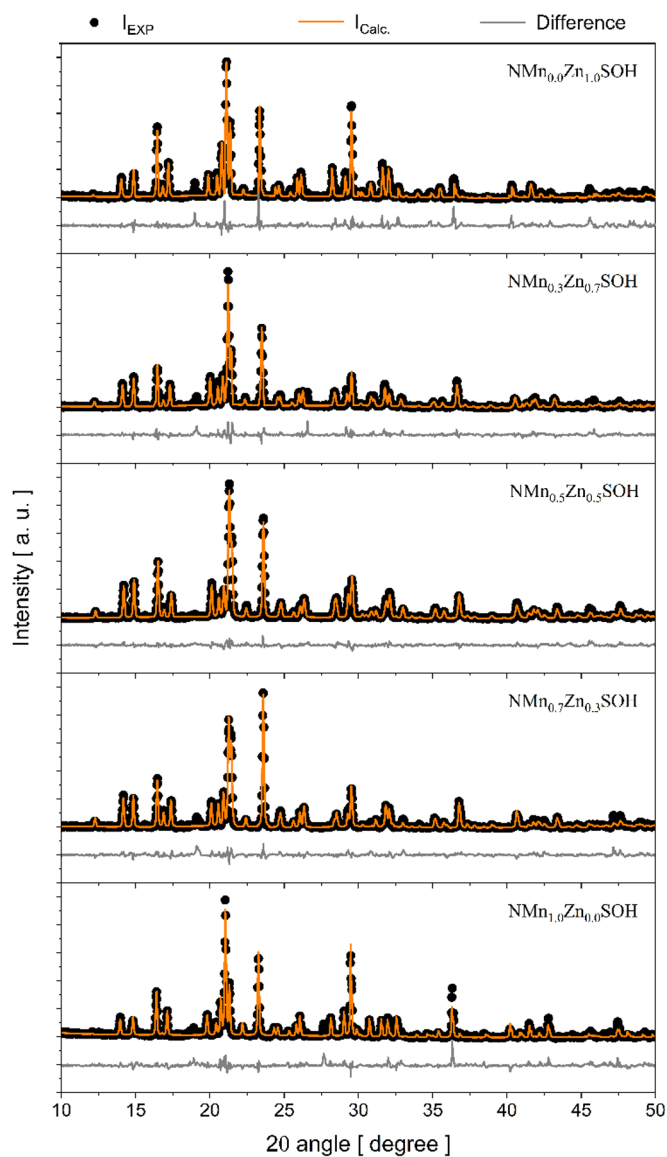 I_EXP I_Calc. Difference
NMn0.0Zn1.0SOH
NMn0.3Zn0.7SOH
NMn0.5Zn0.5SOH
NMn0.7Zn0.3SOH
NMn1.0Zn0.0SOH
Intensity [ a. u. ]
10 15 20 25 30 35 40 45 50
2θ angle [ degree ]